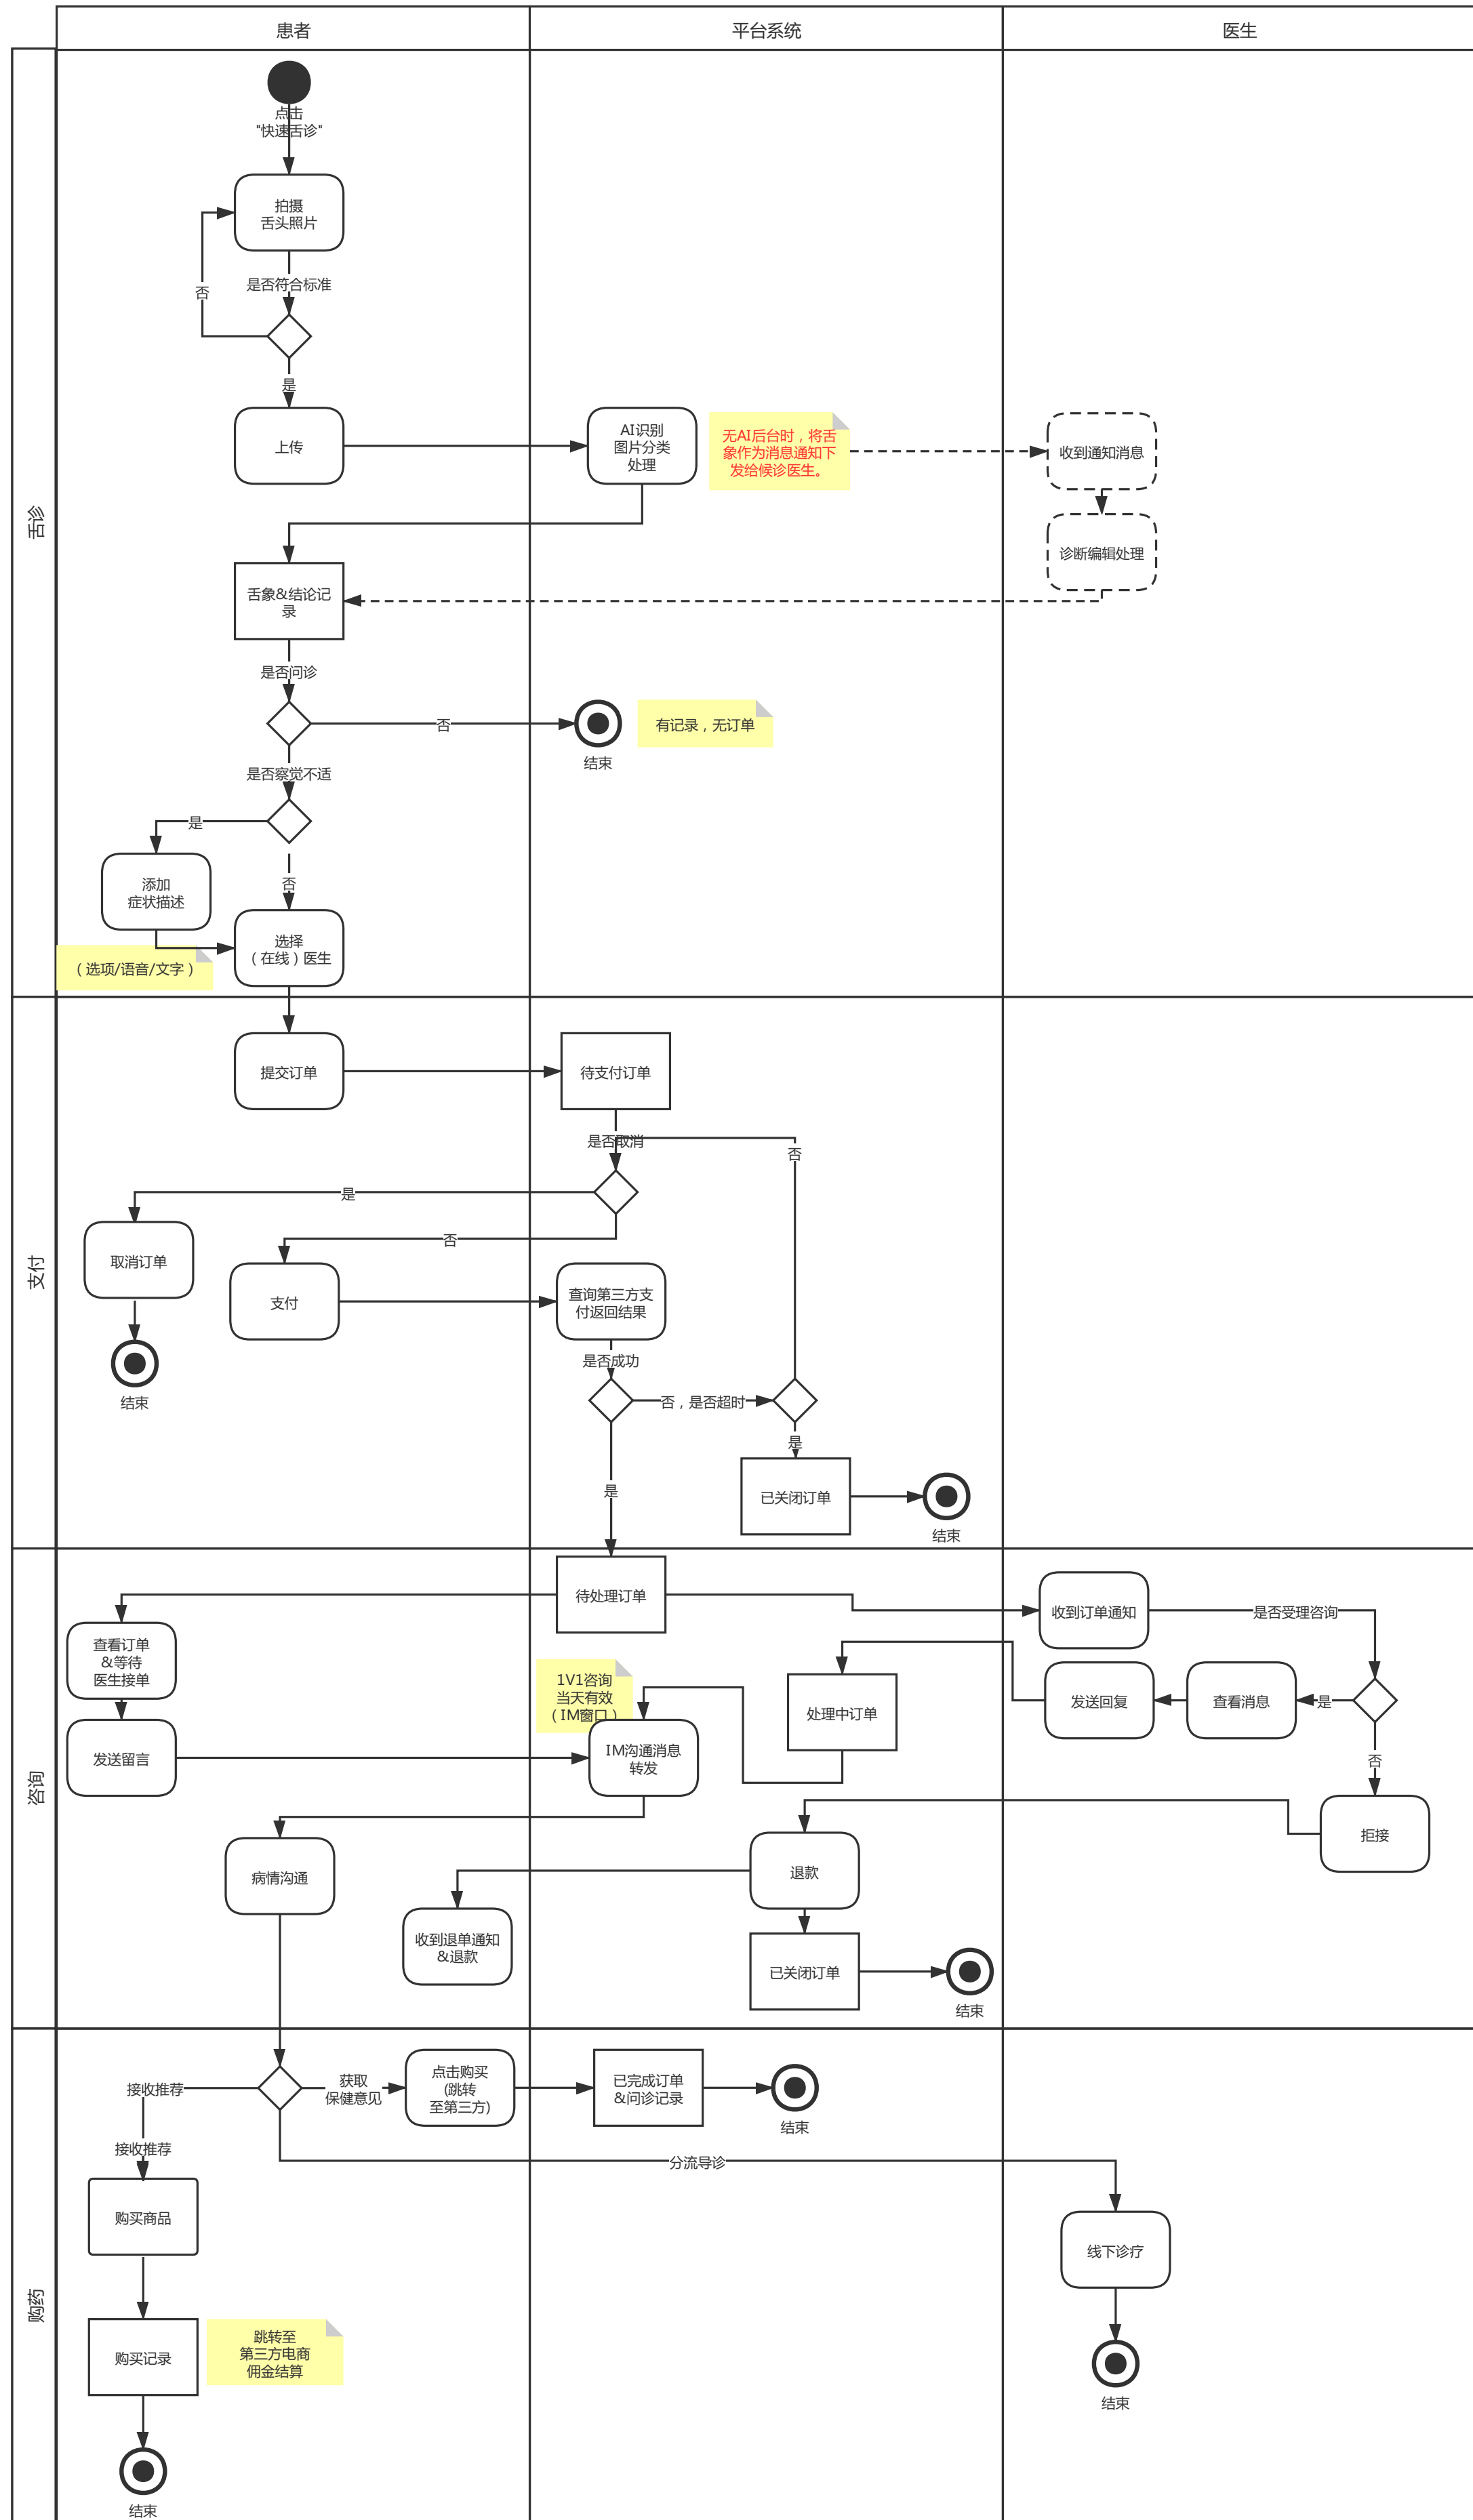 患者
平台系统
医生
舌诊
点击
"快速舌诊"
拍摄
舌头照片
否
是否符合标准
是
上传
AI识别
图片分类
处理
无AI后台时，将舌
象作为消息通知下
发给候诊医生。
收到通知消息
诊断编辑处理
舌象&结论记
录
是否问诊
否
结束
有记录，无订单
是否察觉不适
是
添加
症状描述
否
选择
（在线）医生
（选项/语音/文字）
支付
提交订单
待支付订单
是否取消
否
是
否
取消订单
支付
查询第三方支
付返回结果
是否成功
结束
否，是否超时
是
是
已关闭订单
结束
咨询
待处理订单
收到订单通知
是否受理咨询
查看订单
&等待
医生接单
1V1咨询
当天有效
（IM窗口）
处理中订单
发送回复
查看消息
是
发送留言
IM沟通消息
转发
否
拒接
病情沟通
退款
收到退单通知
&退款
已关闭订单
结束
购药
接收推荐
获取
保健意见
点击购买
(跳转
至第三方)
已完成订单
&问诊记录
结束
接收推荐
分流导诊
购买商品
线下诊疗
购买记录
跳转至
第三方电商
佣金结算
结束
结束